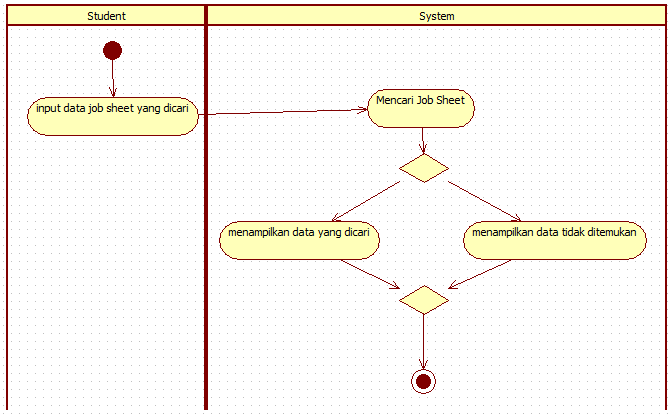 Student
System
input data job sheet yang dicari
Mencari Job Sheet
menampilkan data yang dicari
menampilkan data tidak ditemukan